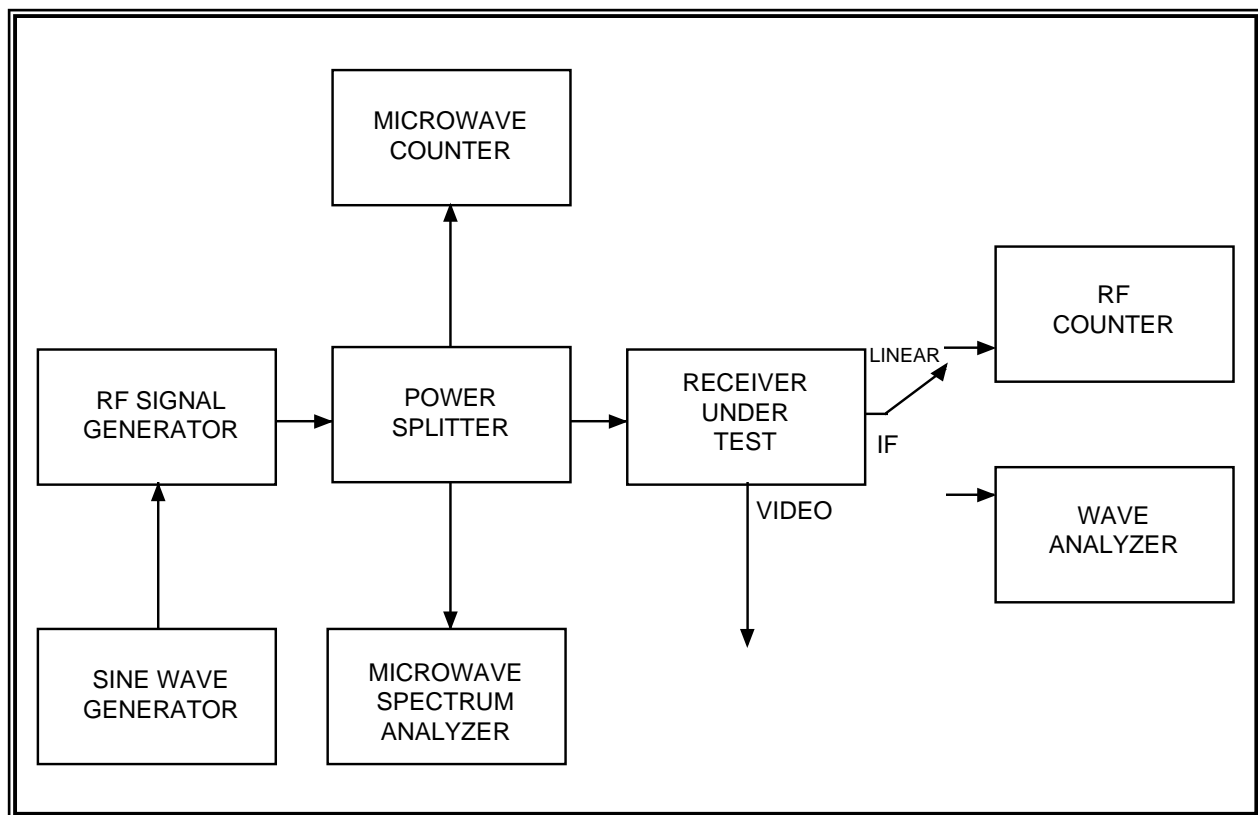 MICROWAVE
COUNTER
RF
COUNTER
RF SIGNAL
GENERATOR
POWER
SPLITTER
RECEIVER
UNDER
TEST
LINEAR
IF
VIDEO
WAVE
ANALYZER
SINE WAVE
GENERATOR
MICROWAVE
SPECTRUM
ANALYZER